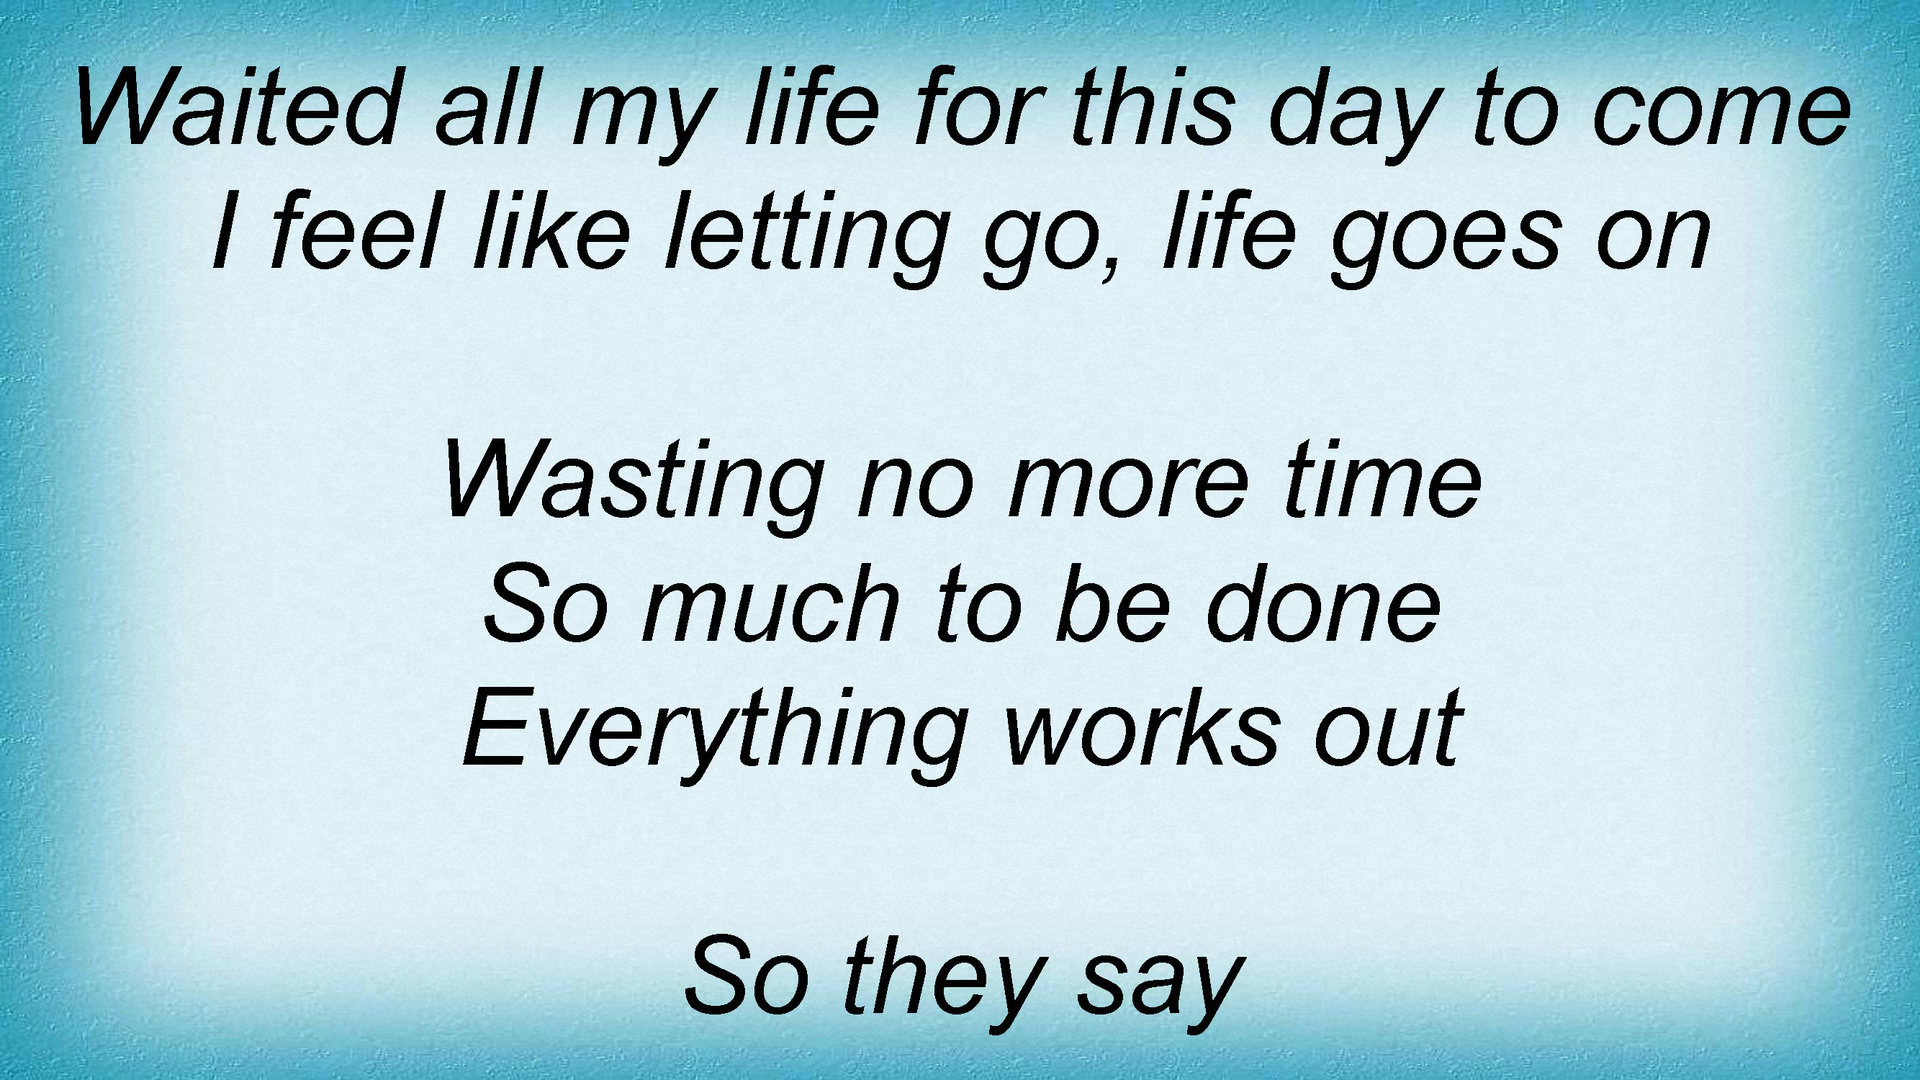 Waited all my life for this day to come
I feel like letting go, life goes on
Wasting no more time
So much to be done
Everything works out
So they say